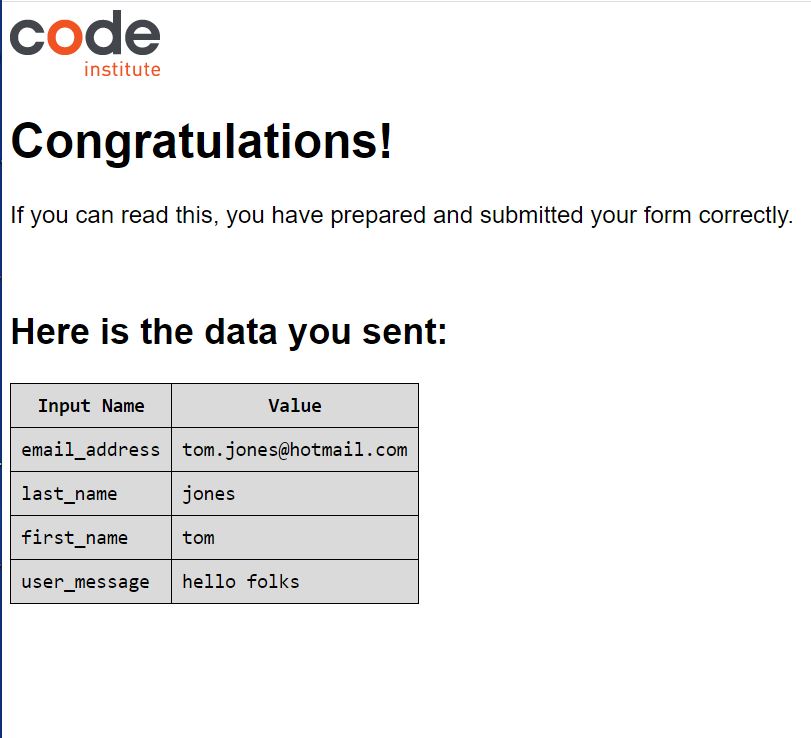 code
institute
Congratulations!
If you can read this, you have prepared and submitted your form correctly.
Here is the data you sent:
Input Name Value
email_address tom.jones@hotmail.com
last_name jones
first_name tom
user_message hello folks